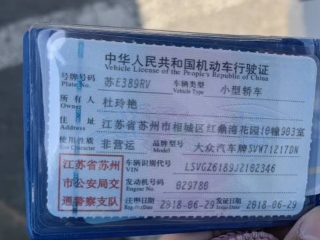 中华人民共和国机动车行驶证
Vehicle License of the People's Republic of China
号牌号码 苏E389RV 车辆类型 小型轿车
Plate No. Vehicle Type
所有人 杜玲艳
Owner
住址 江苏省苏州市相城区红鼎湾花园10幢903室
Address
使用性质 非营运 品牌型号 大众汽车牌SVW71217DN
Use Character Model
江苏省苏州市公安局交通警察支队
车辆识别代号 LSVGZ6189J2182346
VIN
发动机号码 829780
Engine No.
注册日期 2018-06-29 发证日期 2018-06-29
Register Date Issue Date